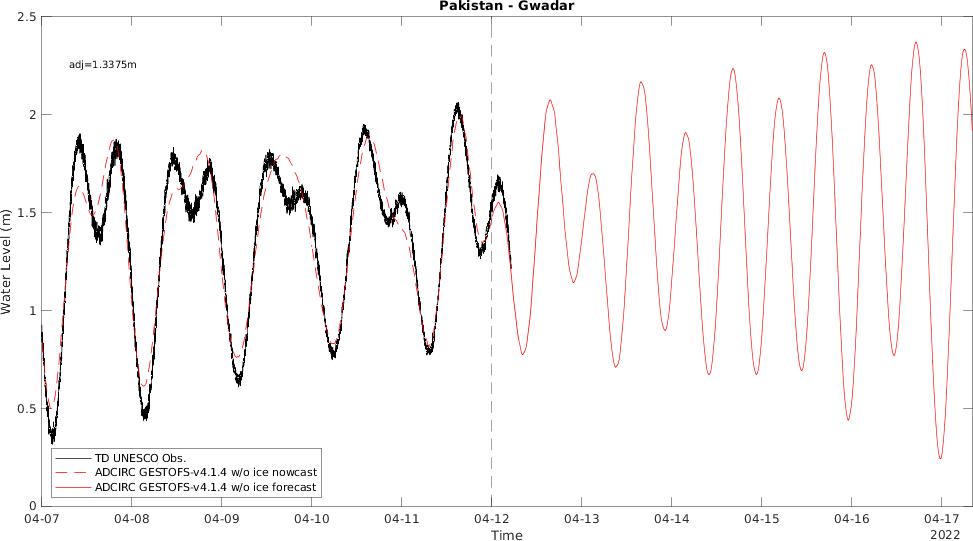 Pakistan - Gwadar
2.5
adj=1.3375m
2
1.5
Water Level (m)
1
0.5
TD UNESCO Obs.
ADCIRC GESTOFS-v4.1.4 w/o ice nowcast
ADCIRC GESTOFS-v4.1.4 w/o ice forecast
0
04-07 04-08 04-09 04-10 04-11 04-12 04-13 04-14 04-15 04-16 04-17
Time
2022